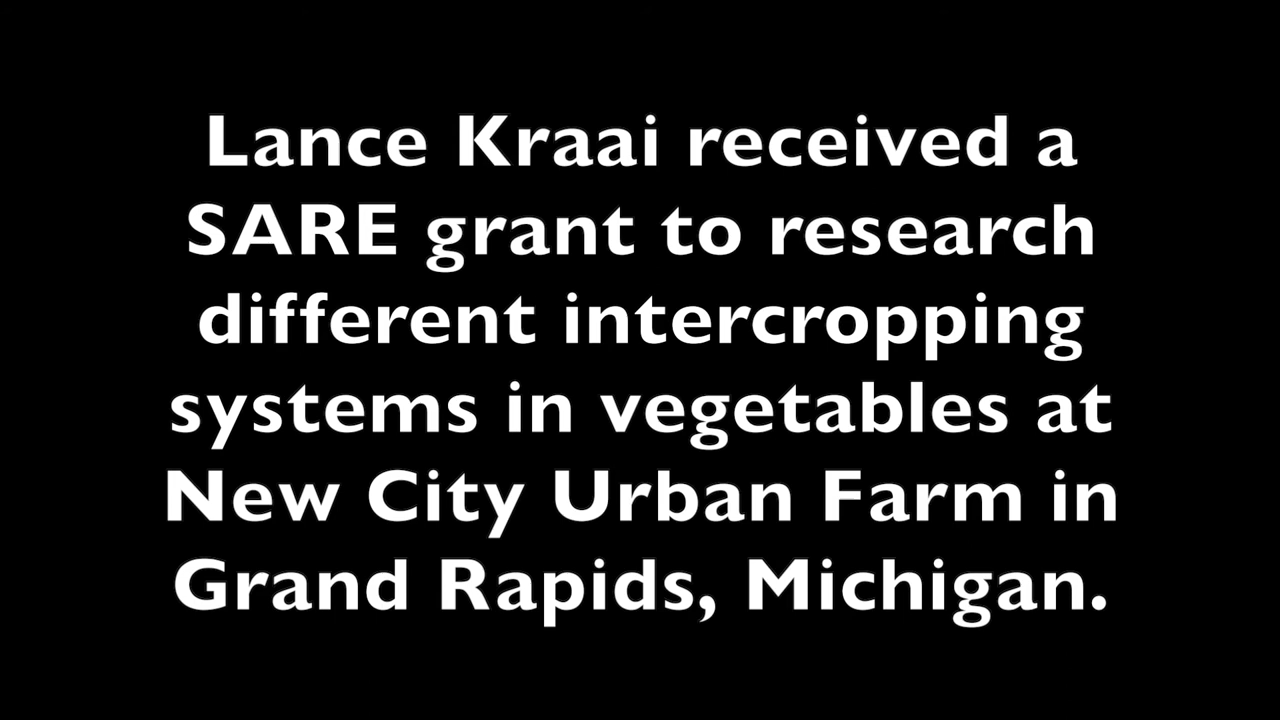 Lance Kraai received a
SARE grant to research
different intercropping
systems in vegetables at
New City Urban Farm in
Grand Rapids, Michigan.